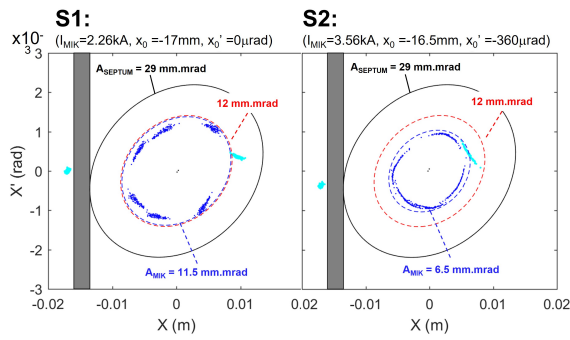 S1:
(I_MIK=2.26kA, x_0 =-17mm, x_0'=0μrad)
S2:
(I_MIK=3.56kA, x_0 =-16.5mm, x_0'=-360μrad)
x10^-3
3
2
1
0
-1
-2
-3
X' (rad)
A_SEPTUM = 29 mm.mrad
12 mm.mrad
A_MIK = 11.5 mm.mrad
-0.02
-0.01
0
0.01
X (m)
A_SEPTUM = 29 mm.mrad
12 mm.mrad
A_MIK = 6.5 mm.mrad
-0.02
-0.01
0
0.01
0.02
X (m)